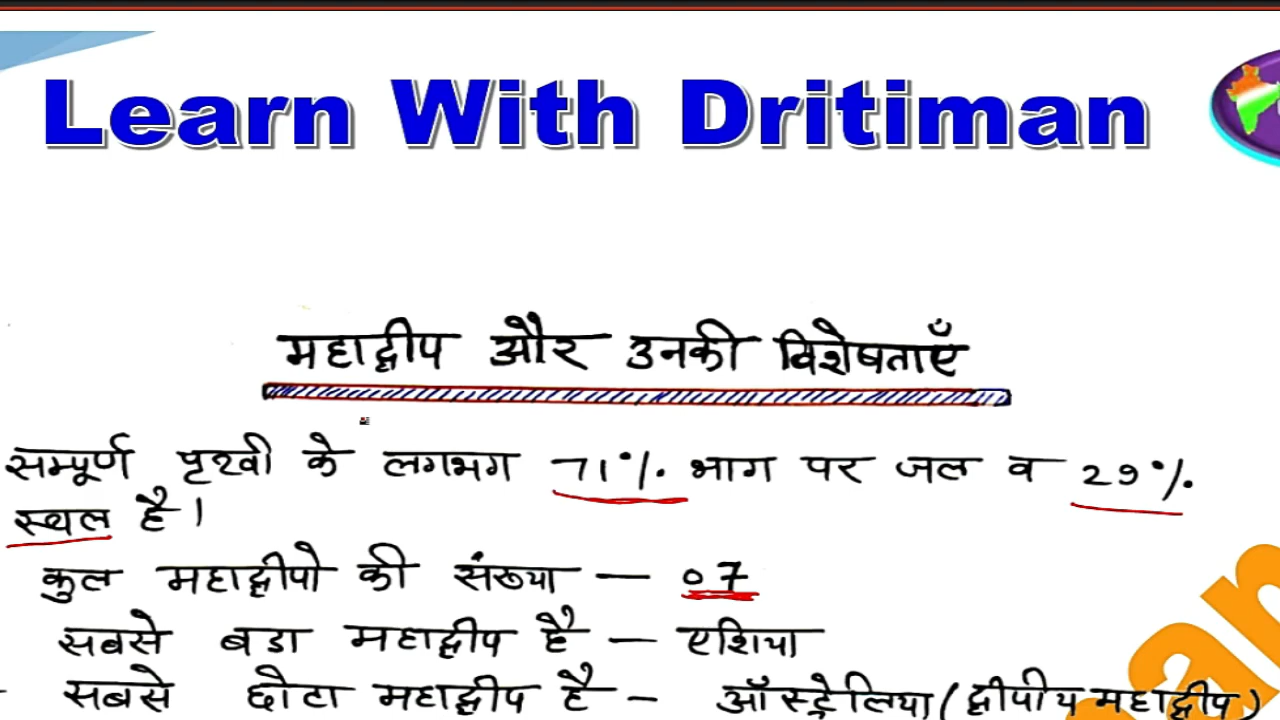 Learn With Dritiman
महाद्वीप और उनकी विशेषताएँ
सम्पूर्ण पृथ्वी के लगभग 71% भाग पर जल व 29%
स्थल है।
कुल महाद्वीपो की संख्या — 07
सबसे बडा महाद्वीप है — एशिया
सबसे छोटा महाद्वीप है — ऑस्ट्रेलिया (द्वीपीय महाद्वीप)